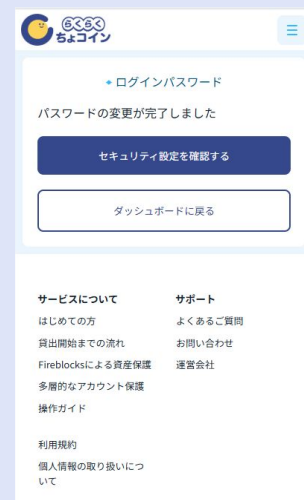 らくらく
ちょコイン
ログインパスワード
パスワードの変更が完了しました
セキュリティ設定を確認する
ダッシュボードに戻る
サービスについて
はじめての方
貸出開始までの流れ
Fireblocksによる資産保護
多層的なアカウント保護
操作ガイド
利用規約
個人情報の取り扱いにつ
いて
サポート
よくあるご質問
お問い合わせ
運営会社